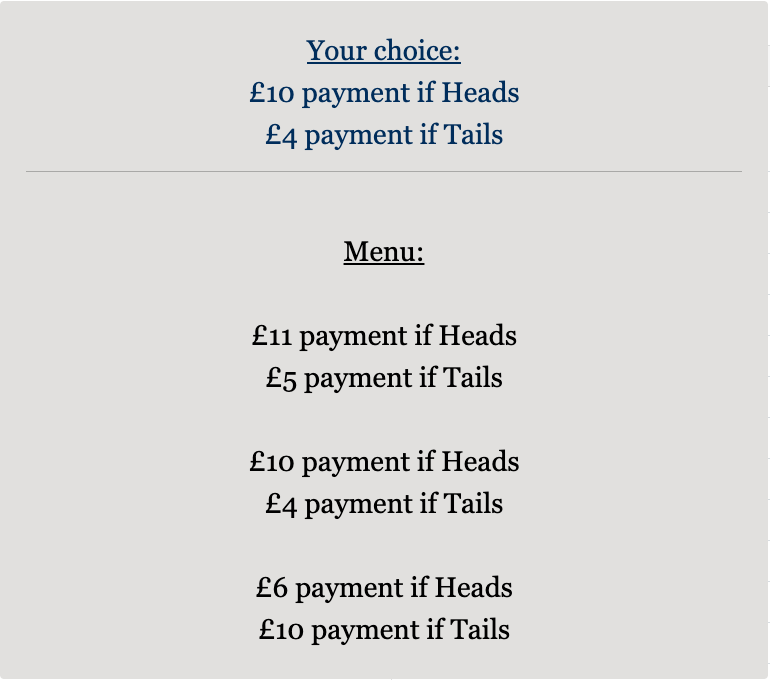 Your choice:
£10 payment if Heads
£4 payment if Tails
Menu:
£11 payment if Heads
£5 payment if Tails
£10 payment if Heads
£4 payment if Tails
£6 payment if Heads
£10 payment if Tails